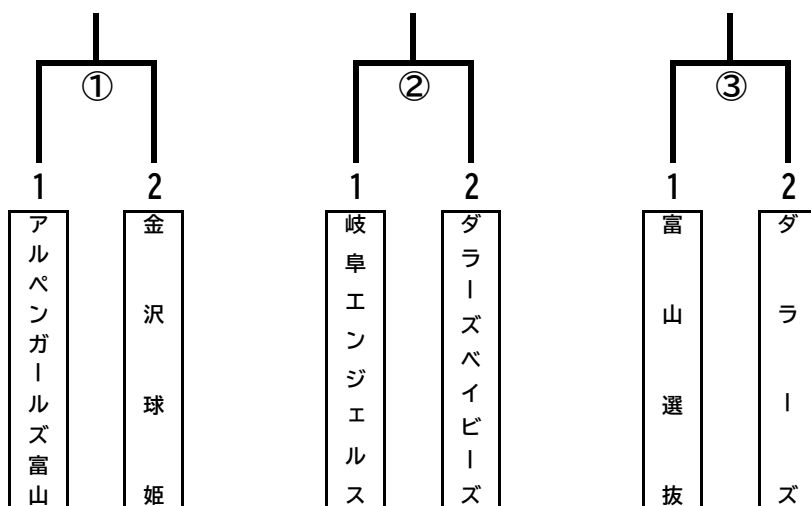 ①
②
③
1
2
1
2
1
2
アルペンガールズ富山
金沢球姫
岐阜エンジェルス
ダラーズベイビーズ
富山選抜
ダラーズ